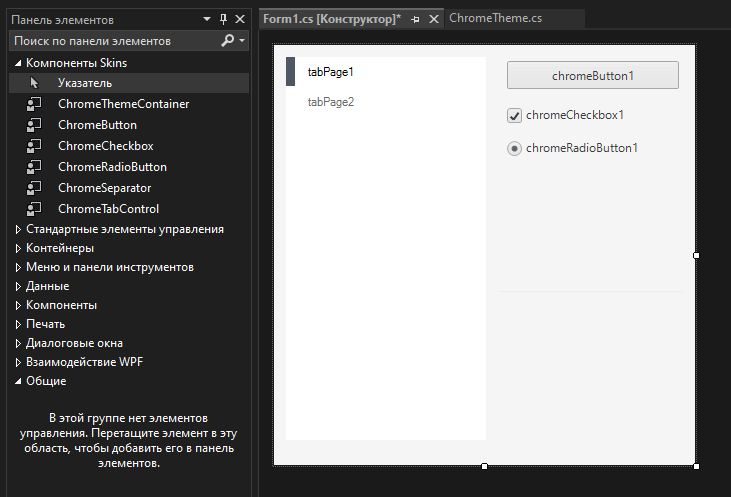 Панель элементов
Поиск по панели элементов
Компоненты Skins
Указатель
ChromeThemeContainer
ChromeButton
ChromeCheckbox
ChromeRadioButton
ChromeSeparator
ChromeTabControl
Стандартные элементы управления
Контейнеры
Меню и панели инструментов
Данные
Компоненты
Печать
Диалоговые окна
Взаимодействие WPF
Общие
В этой группе нет элементов
управления. Перетащите элемент в эту
область, чтобы добавить его в панель
элементов.
Form1.cs [Конструктор]*
ChromeTheme.cs
tabPage1
tabPage2
chromeButton1
chromeCheckbox1
chromeRadioButton1